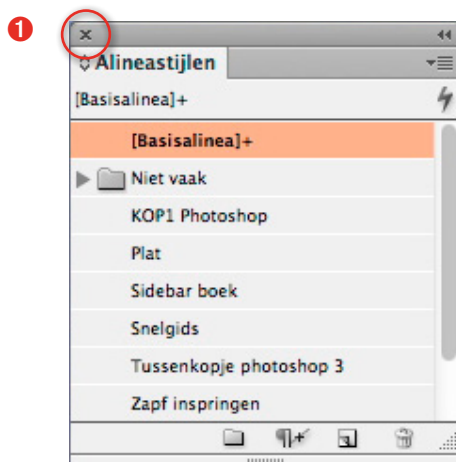 1
Alineastijlen
[Basisalinea]+
[Basisalinea]+
Niet vaak
KOP1 Photoshop
Plat
Sidebar boek
Snelgids
Tussenkopje photoshop 3
Zapf inspringen